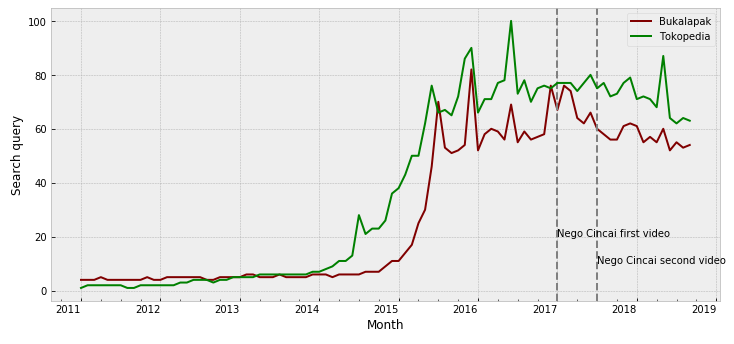 Bukalapak
Tokopedia
100
80
60
40
20
0
Search query
Nego Cincai first video
Nego Cincai second video
2011 2012 2013 2014 2015 2016 2017 2018 2019
Month